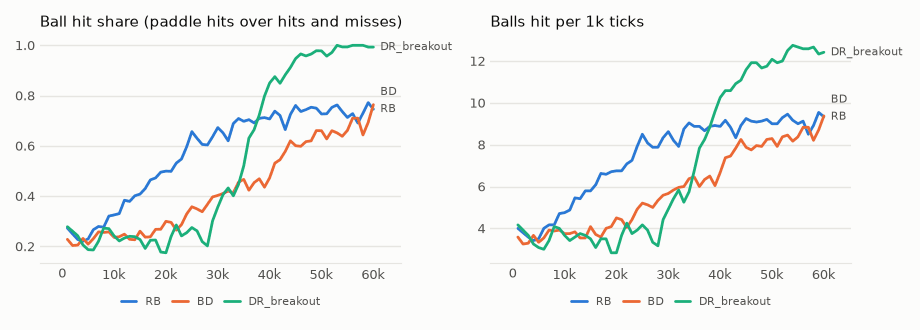 Ball hit share (paddle hits over hits and misses)
1.0
0.8
0.6
0.4
0.2
0 10k 20k 30k 40k 50k 60k
DR_breakout
BD
RB
RB BD DR_breakout
Balls hit per 1k ticks
12
10
8
6
4
0 10k 20k 30k 40k 50k 60k
DR_breakout
BD
RB
RB BD DR_breakout